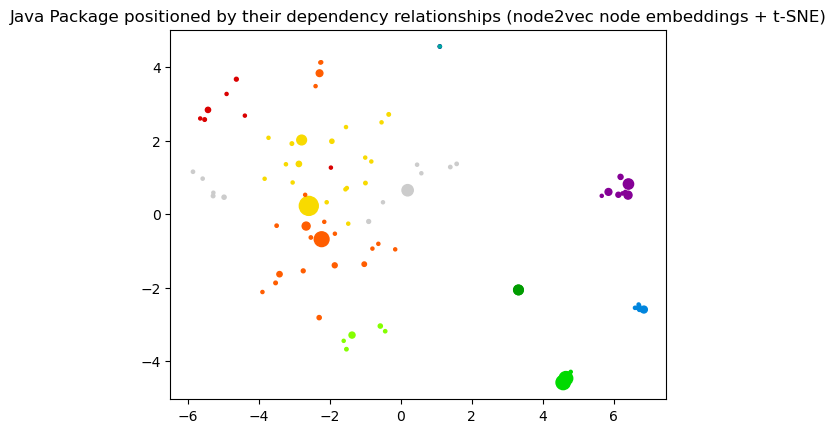 Java Package positioned by their dependency relationships (node2vec node embeddings + t-SNE)
4
2
0
−2
−4
−6 −4 −2 0 2 4 6